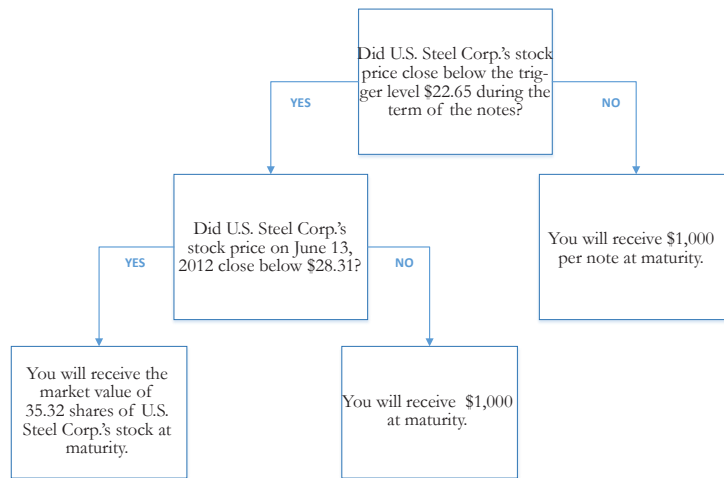 Did U.S. Steel Corp.'s stock
price close below the trig-
ger level $22.65 during the
term of the notes?
YES
NO
Did U.S. Steel Corp.'s
stock price on June 13,
2012 close below $28.31?
You will receive $1,000
per note at maturity.
YES
NO
You will receive the
market value of
35.32 shares of U.S.
Steel Corp.'s stock at
maturity.
You will receive $1,000
at maturity.